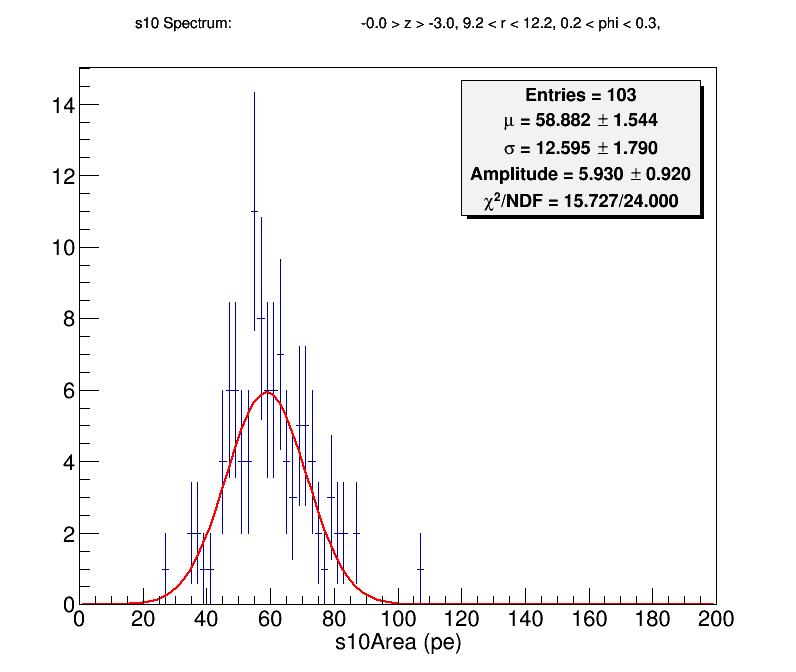 s10 Spectrum: -0.0 > z > -3.0, 9.2 < r < 12.2, 0.2 < phi < 0.3,
Entries = 103
μ = 58.882 ± 1.544
σ = 12.595 ± 1.790
Amplitude = 5.930 ± 0.920
χ²/NDF = 15.727/24.000
14
12
10
8
6
4
2
0
0 20 40 60 80 100 120 140 160 180 200
s10Area (pe)